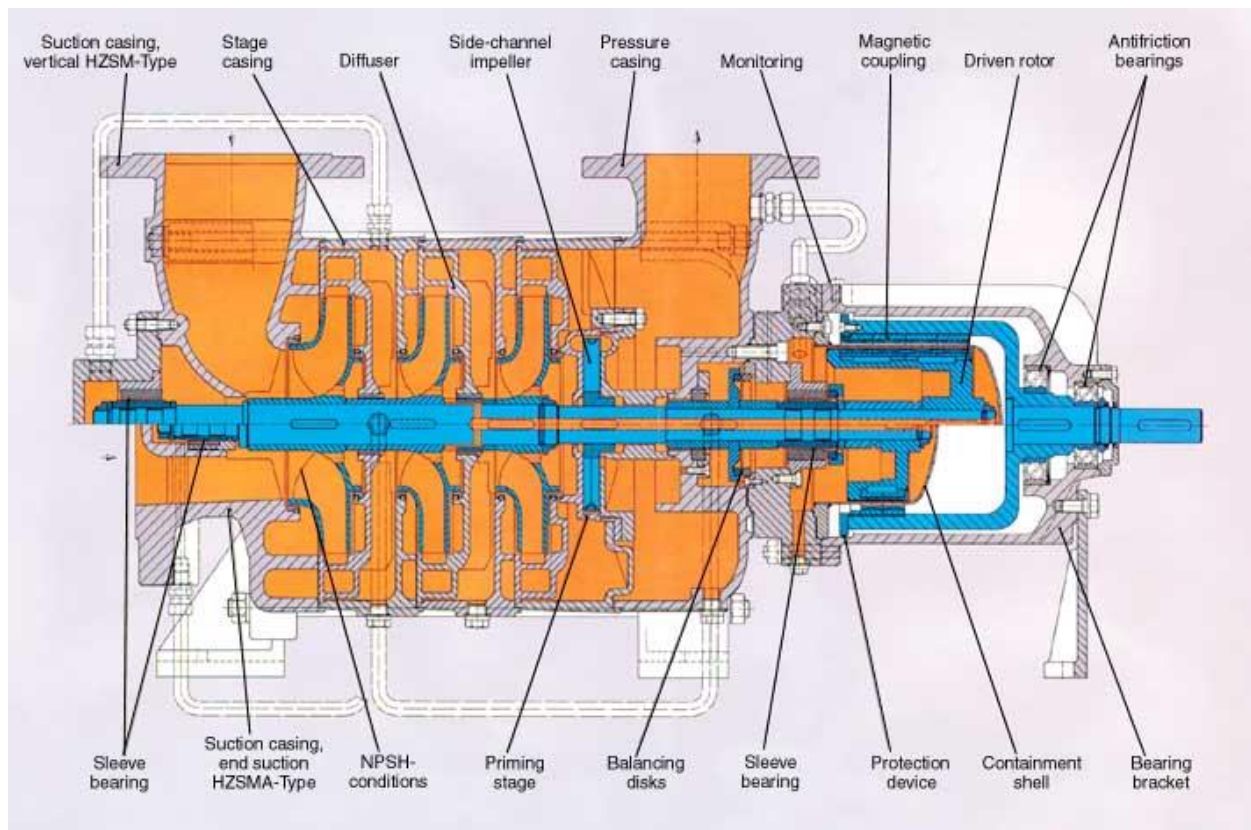 Suction casing,
vertical HZSM-Type
Stage
casing
Diffuser
Side-channel
impeller
Pressure
casing
Monitoring
Magnetic
coupling
Driven rotor
Antifriction
bearings
Sleeve
bearing
Suction casing,
end suction
HZSMA-Type
NPSH-
conditions
Priming
stage
Balancing
disks
Sleeve
bearing
Protection
device
Containment
shell
Bearing
bracket